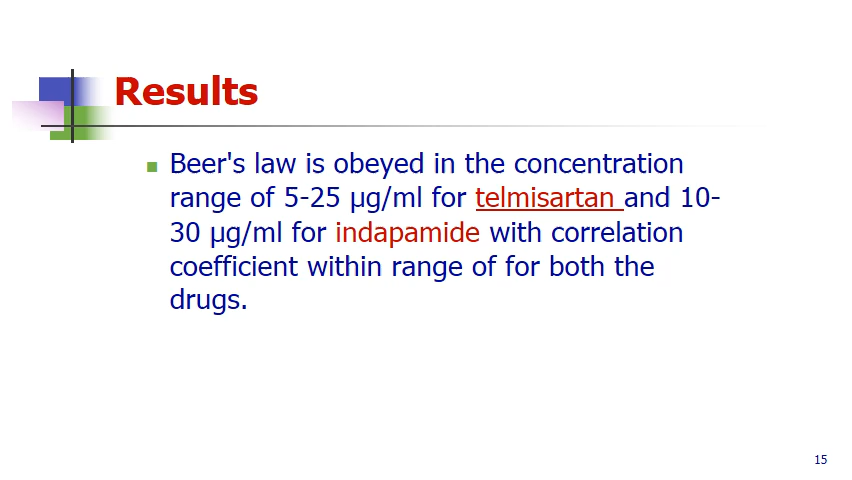 Results
Beer's law is obeyed in the concentration
range of 5-25 µg/ml for telmisartan and 10-
30 µg/ml for indapamide with correlation
coefficient within range of for both the
drugs.
15